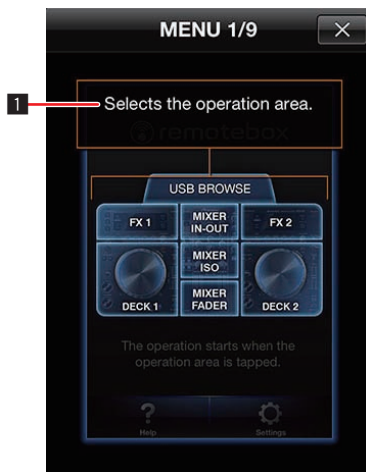 MENU 1/9
1
Selects the operation area.
remotebox
USB BROWSE
FX 1
MIXER
IN-OUT
FX 2
MIXER
ISO
DECK 1
MIXER
FADER
DECK 2
The operation starts when the
operation area is tapped.
?
Help
Settings